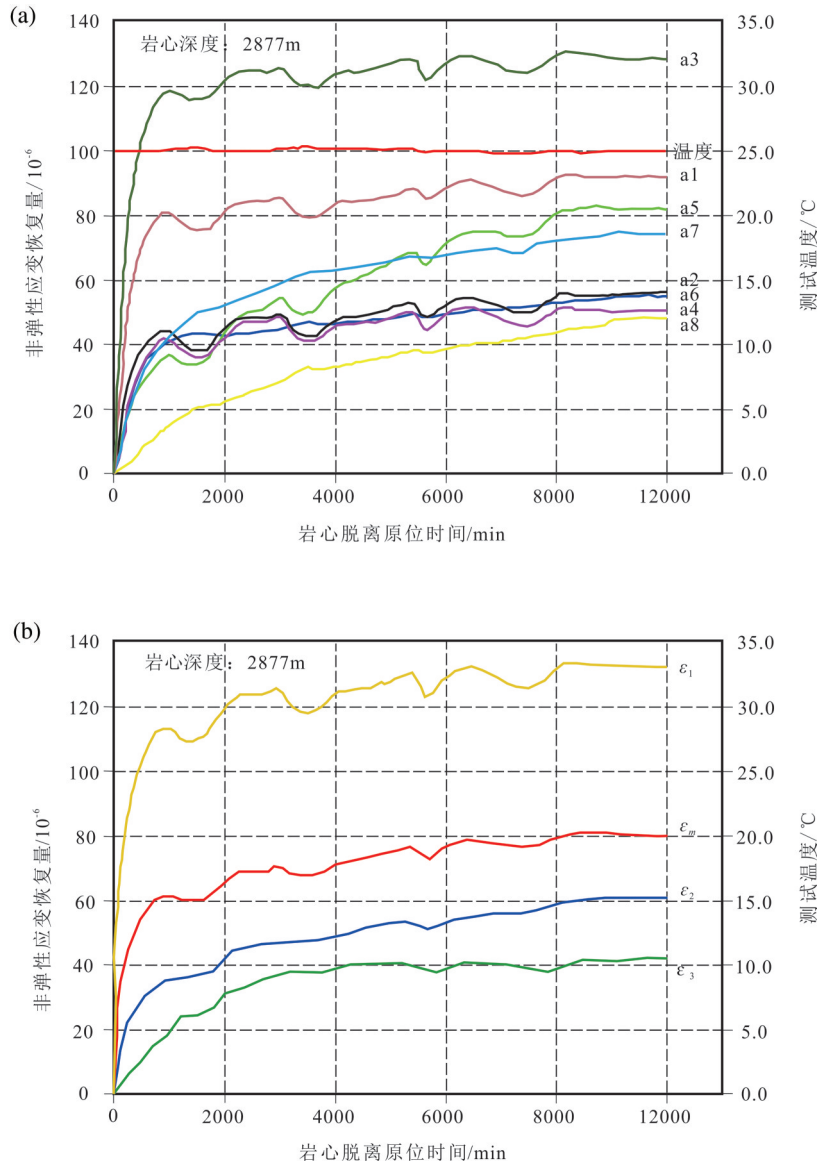 (a)
140
35.0
岩心深度：2877m
a3
120
30.0
100
温度
25.0
a1
80
a5
20.0
a7
60
a2
15.0
a6
a4
40
a8
10.0
20
5.0
0
0.0
0
2000
4000
6000
8000
12000
非弹性应变恢复量/10⁻⁶
测试温度/℃
岩心脱离原位时间/min
(b)
140
35.0
岩心深度：2877m
ε₁
120
30.0
100
25.0
80
εₘ
20.0
60
ε₂
15.0
40
ε₃
10.0
20
5.0
0
0.0
0
2000
4000
6000
8000
12000
非弹性应变恢复量/10⁻⁶
测试温度/℃
岩心脱离原位时间/min